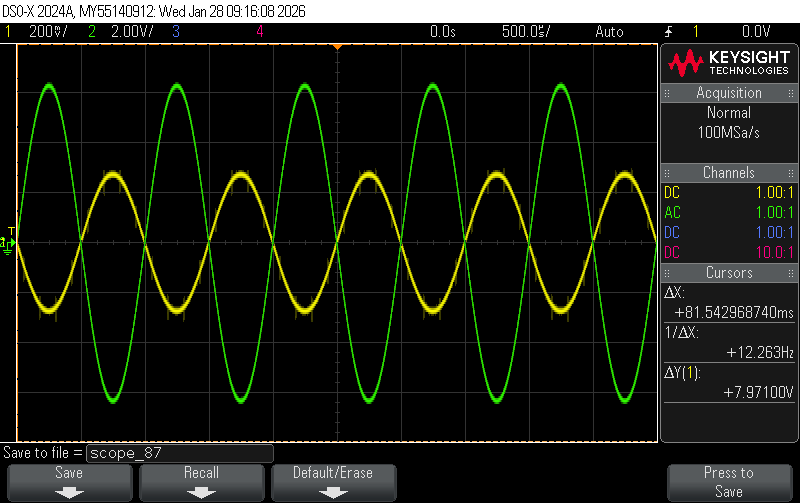 DSO-X 2024A, MY55140912: Wed Jan 28 09:16:08 2026
1 200V/ 2 2.00V/ 3 4 0.0s 500.0s/ Auto 1 0.0V
KEYSIGHT
TECHNOLOGIES
Acquisition
Normal
100MSa/s
Channels
DC 1.00:1
AC 1.00:1
DC 1.00:1
DC 10.0:1
Cursors
ΔX:
+81.542968740ms
1/ΔX:
+12.263Hz
ΔY(1):
+7.97100V
T
Save to file = scope_87
Save
Recall
Default/Erase
Press to
Save